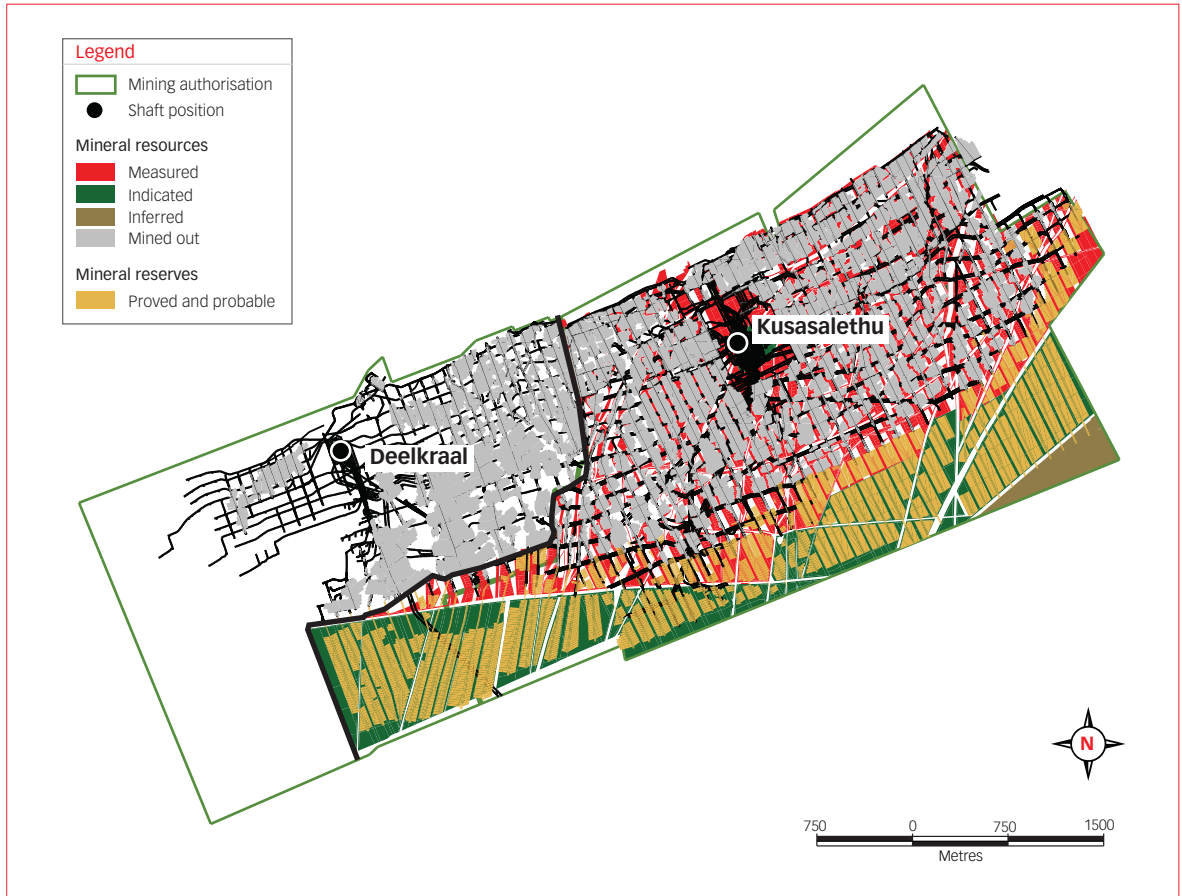 Legend
Mining authorisation
Shaft position
Mineral resources
Measured
Indicated
Inferred
Mined out
Mineral reserves
Proved and probable
Kusasalethu
Deelkraal
N
750 0 750 1500
Metres